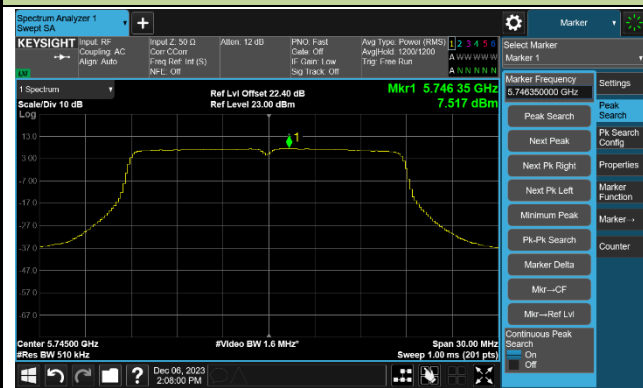 Spectrum Analyzer 1
Swept SA
Marker
KEYSIGHT
Input: RF
Coupling: AC
Align: Auto
Input Z: 50 Ω
Corr CCorr
Freq Ref: Int (S)
NFE: Off
Atten: 12 dB
PNO: Fast
Gate: Off
IF Gain: Low
Sig Track: Off
Avg Type: Power (RMS)
Avg|Hold: 1200/1200
Trig: Free Run
1 2 3 4 5 6
A W W W W W
A N N N N N
LXI
Select Marker
Marker 1
1 Spectrum
Scale/Div 10 dB
Log
Ref Lvl Offset 22.40 dB
Ref Level 23.00 dBm
Mkr1 5.746 35 GHz
7.517 dBm
1
13.0
3.00
-7.00
-17.0
-27.0
-37.0
-47.0
-57.0
-67.0
Center 5.74500 GHz
#Res BW 510 kHz
#Video BW 1.6 MHz*
Span 30.00 MHz
Sweep 1.00 ms (201 pts)
Marker Frequency
5.746350000 GHz
Peak Search
Next Peak
Next Pk Right
Next Pk Left
Minimum Peak
Pk-Pk Search
Marker Delta
Mkr→CF
Mkr→Ref Lvl
Continuous Peak
Search
On
Off
Settings
Peak
Search
Pk Search
Config
Properties
Marker
Function
Marker→
Counter
Dec 06, 2023
2:08:00 PM